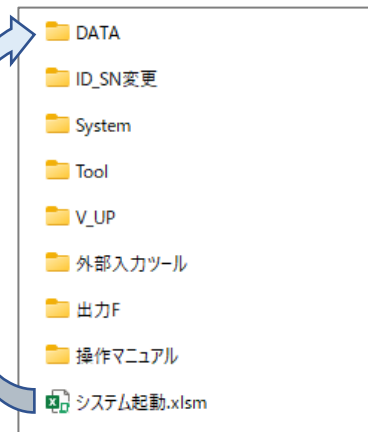 DATA
ID_SN変更
System
Tool
V_UP
外部入力ツール
出力F
操作マニュアル
システム起動.xlsm